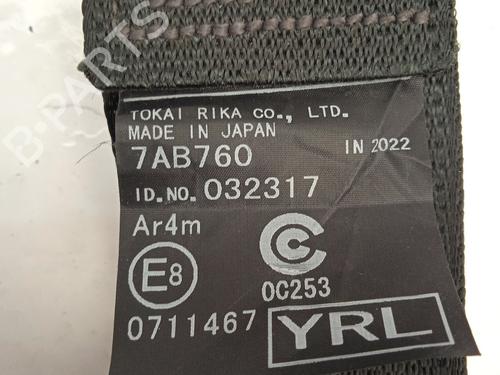 TOKAI RIKA CO., LTD.
MADE IN JAPAN
7AB760 IN 2022
ID.NO. 032317
Ar4m
C
E8
0C253
0711467 YRL
B-PARTS